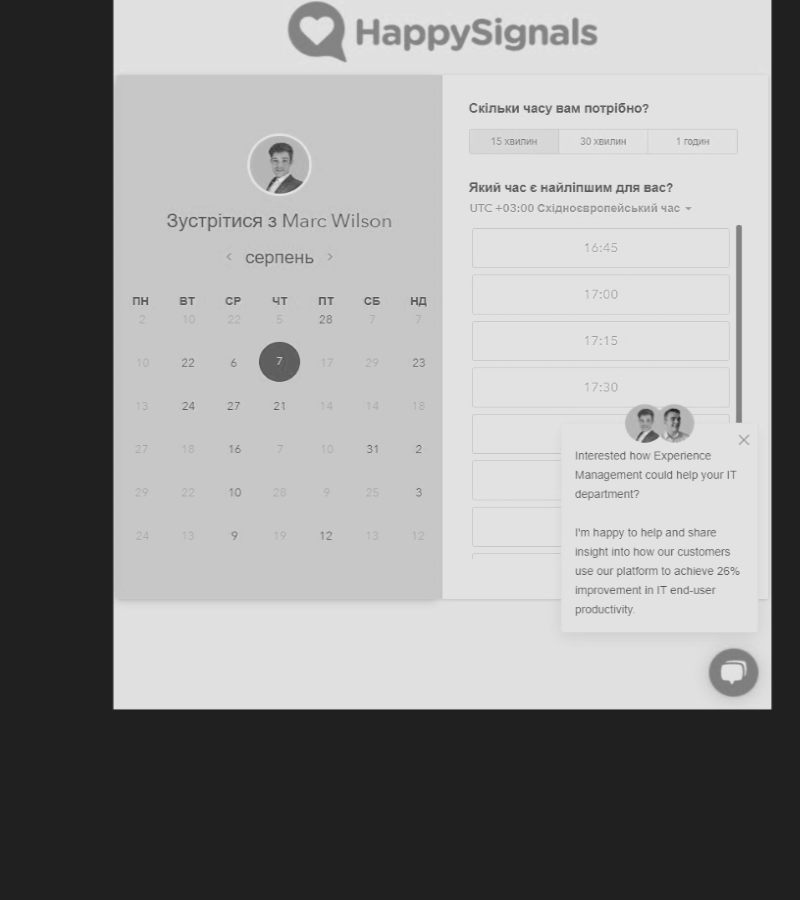 HappySignals
Зустрітися з Marc Wilson
серпень
ПН ВТ СР ЧТ ПТ СБ НД
2 10 22 5 28 7 7
10 22 6 7 17 29 23
13 24 27 21 14 14 18
27 18 16 7 10 31 2
29 22 10 28 9 25 3
24 13 9 19 12 13 12
Скільки часу вам потрібно?
15 хвилин 30 хвилин 1 годин
Який час є найліпшим для вас?
UTC +03:00 Східноєвропейський час
16:45
17:00
17:15
17:30
Interested how Experience
Management could help your IT
department?
I'm happy to help and share
insight into how our customers
use our platform to achieve 26%
improvement in IT end-user
productivity.